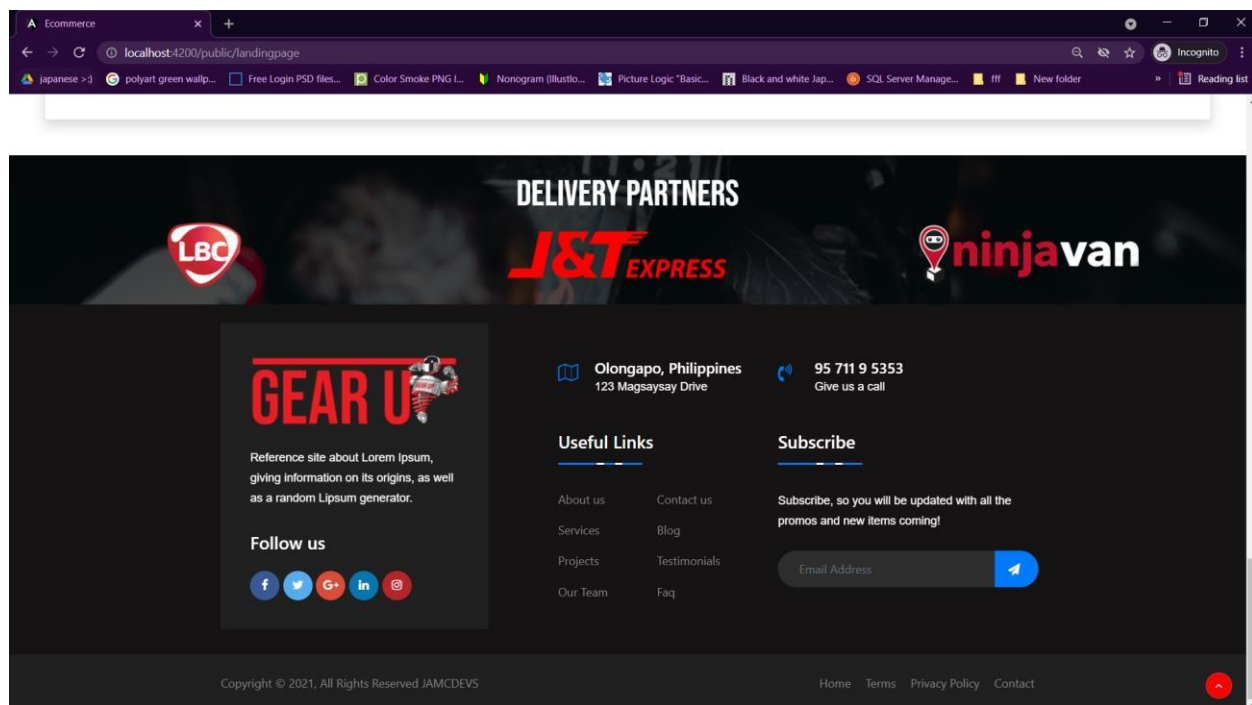 Ecommerce
localhost:4200/public/landingpage
Incognito
japanese >:)
polyart green wallp...
Free Login PSD files...
Color Smoke PNG I...
Nonogram (Illustlo...
Picture Logic "Basic...
Black and white Jap...
SQL Server Manage...
fff
New folder
»
Reading list
DELIVERY PARTNERS
LBC
J&T EXPRESS
ninjavan
GEAR UP
Reference site about Lorem Ipsum,
giving information on its origins, as well
as a random Lipsum generator.
Follow us
f
G+
in
Olongapo, Philippines
123 Magsaysay Drive
95 711 9 5353
Give us a call
Useful Links
About us
Contact us
Services
Blog
Projects
Testimonials
Our Team
Faq
Subscribe
Subscribe, so you will be updated with all the
promos and new items coming!
Email Address
Copyright © 2021, All Rights Reserved JAMCDEVS
Home Terms Privacy Policy Contact